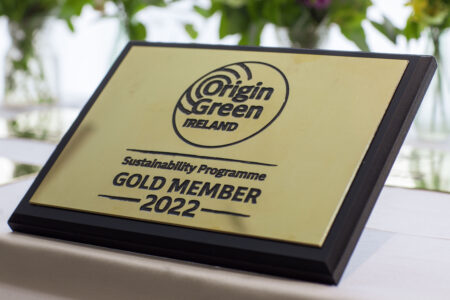 Origin
Green
IRELAND
Sustainability Programme
GOLD MEMBER
2022